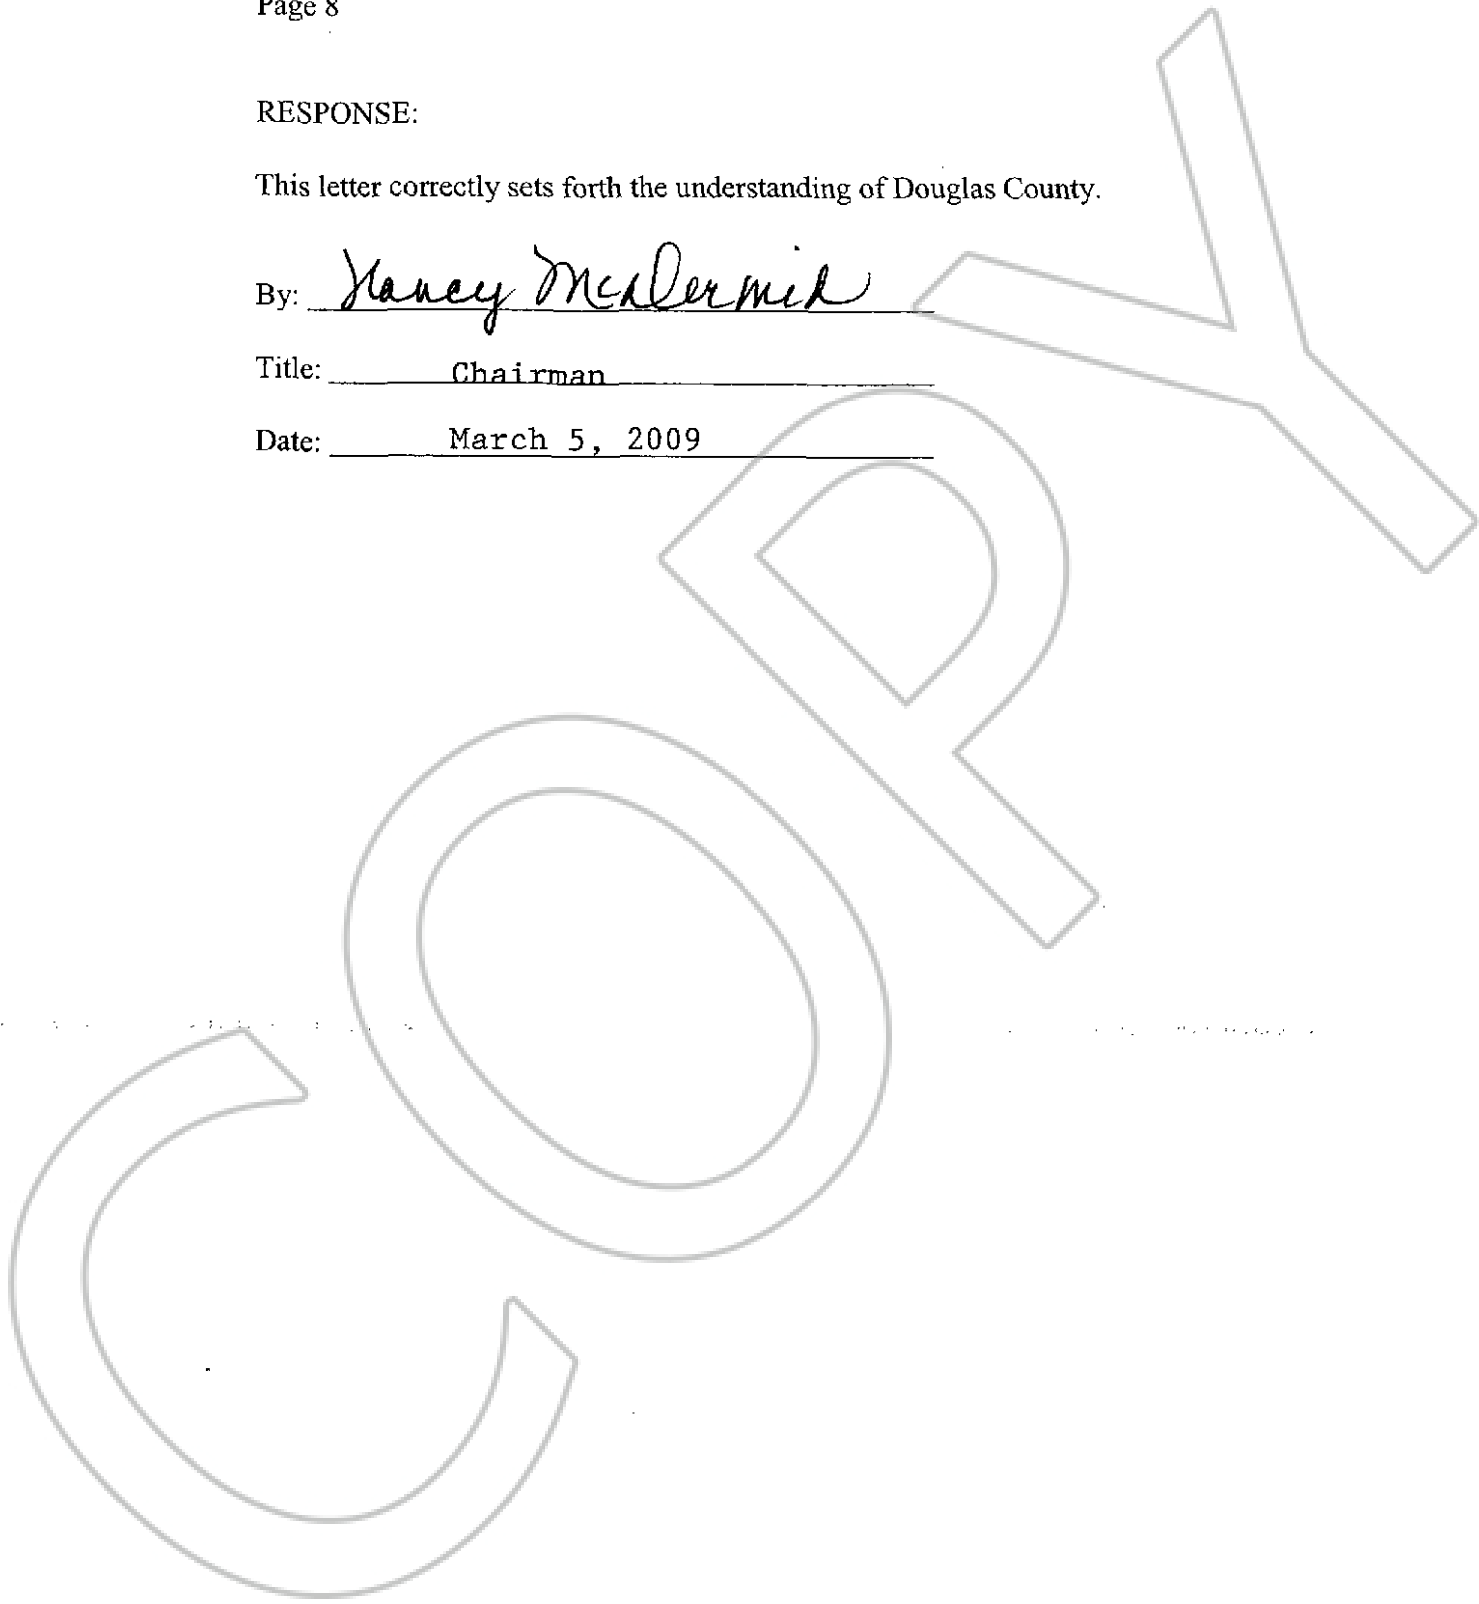 Page 8
RESPONSE:
This letter correctly sets forth the understanding of Douglas County.
By: Nancy McDermid
Title: Chairman
Date: March 5, 2009
COPY